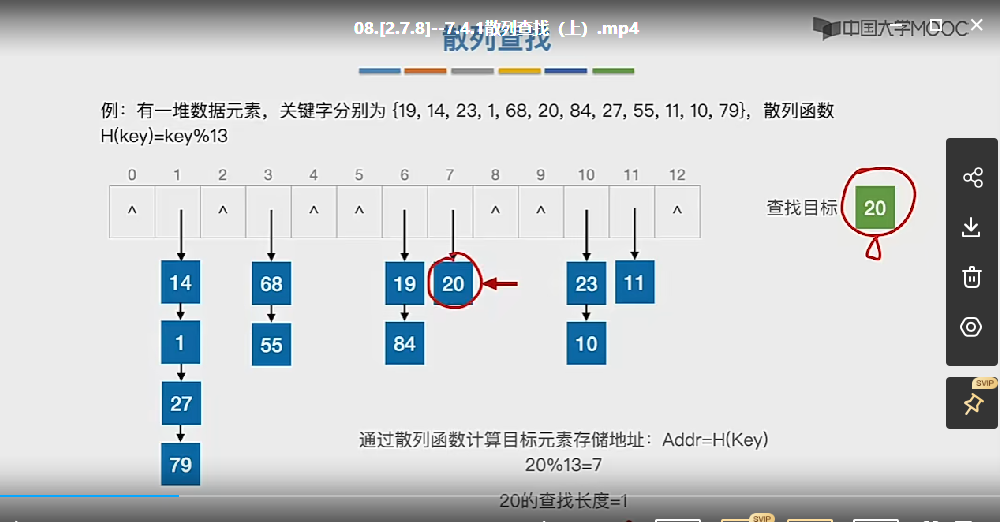 08.[2.7.8]--7.4.1散列查找（上）.mp4
中国大学MOOC
散列查找
例：有一堆数据元素，关键字分别为 {19, 14, 23, 1, 68, 20, 84, 27, 55, 11, 10, 79}，散列函数
H(key)=key%13
0 1 2 3 4 5 6 7 8 9 10 11 12
^ ^ ^ ^ ^ ^ ^
查找目标 20
14 68 19 20 23 11
1 55 84 10
27
79
通过散列函数计算目标元素存储地址：Addr=H(Key)
20%13=7
20的查找长度=1
SVIP
SVIP